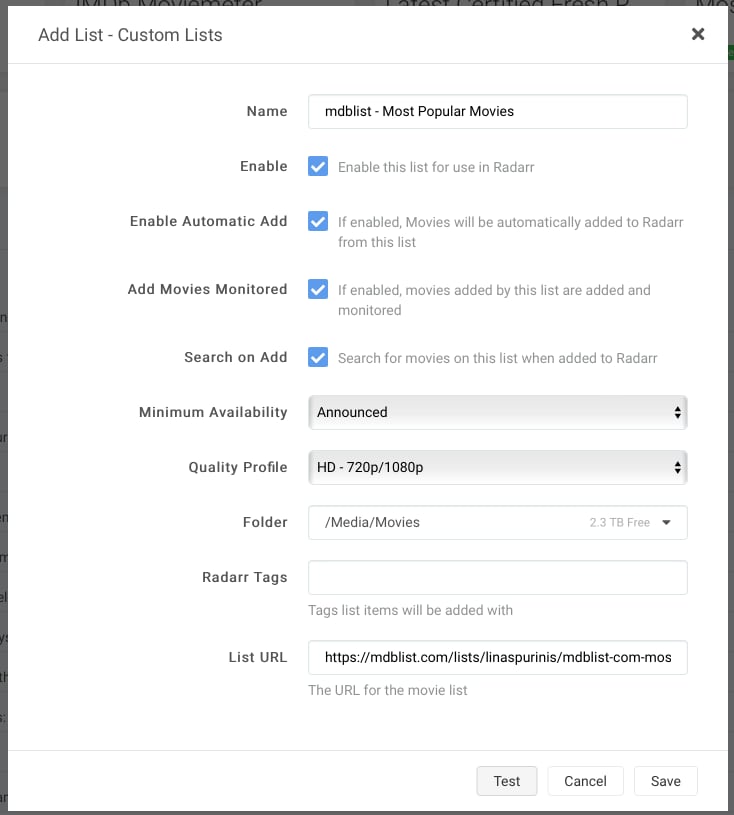 Add List - Custom Lists
Name
mdblist - Most Popular Movies
Enable
Enable this list for use in Radarr
Enable Automatic Add
If enabled, Movies will be automatically added to Radarr
from this list
Add Movies Monitored
If enabled, movies added by this list are added and
monitored
Search on Add
Search for movies on this list when added to Radarr
Minimum Availability
Announced
Quality Profile
HD - 720p/1080p
Folder
/Media/Movies
2.3 TB Free
Radarr Tags
Tags list items will be added with
List URL
https://mdblist.com/lists/linaspurinis/mdblist-com-mos
The URL for the movie list
Test
Cancel
Save